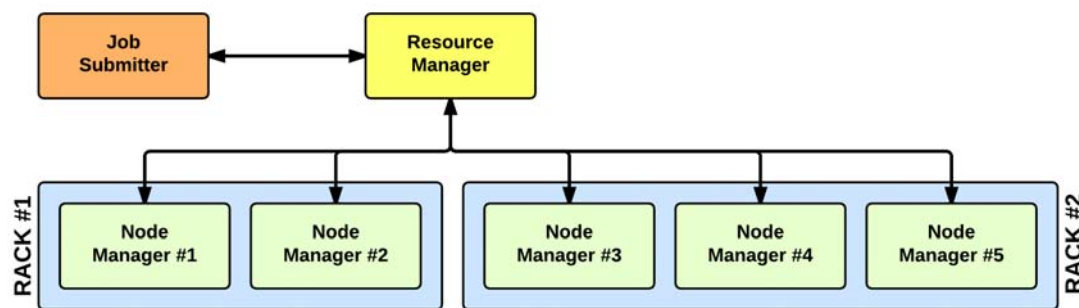 Job
Submitter
Resource
Manager
RACK #1
Node
Manager #1
Node
Manager #2
Node
Manager #3
Node
Manager #4
Node
Manager #5
RACK #2